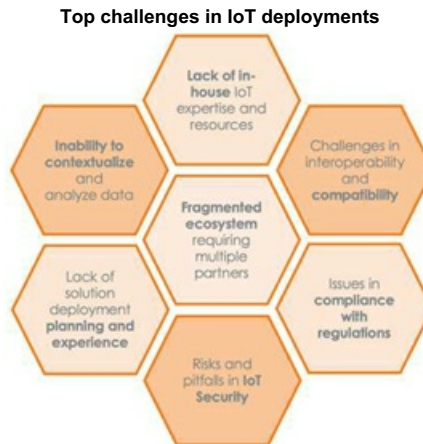 Top challenges in IoT deployments
Lack of in-
house IoT
expertise and
resources
Inability to
contextualize
and
analyze data
Challenges in
interoperability
and
compatibility
Fragmented
ecosystem
requiring
multiple
partners
Lack of
solution
deployment
planning and
experience
Issues in
compliance
with
regulations
Risks and
pitfalls in IoT
Security